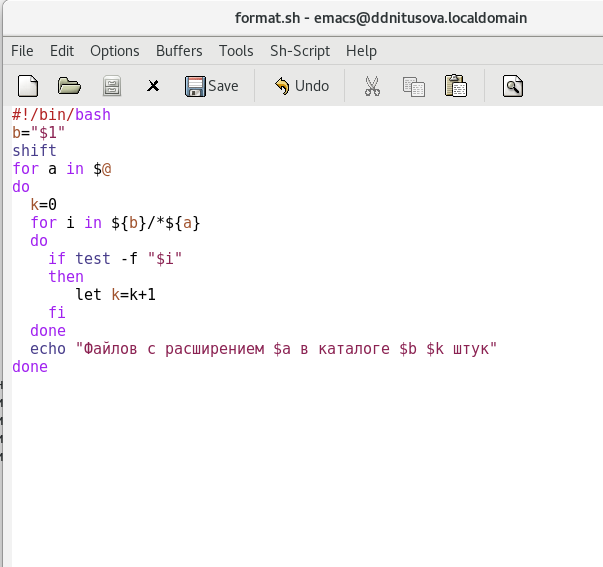 format.sh - emacs@ddnitusova.localdomain
File Edit Options Buffers Tools Sh-Script Help
Save Undo
#!/bin/bash
b="$1"
shift
for a in $@
do
  k=0
  for i in ${b}/*${a}
  do
    if test -f "$i"
    then
       let k=k+1
    fi
  done
  echo "Файлов с расширением $a в каталоге $b $k штук"
done